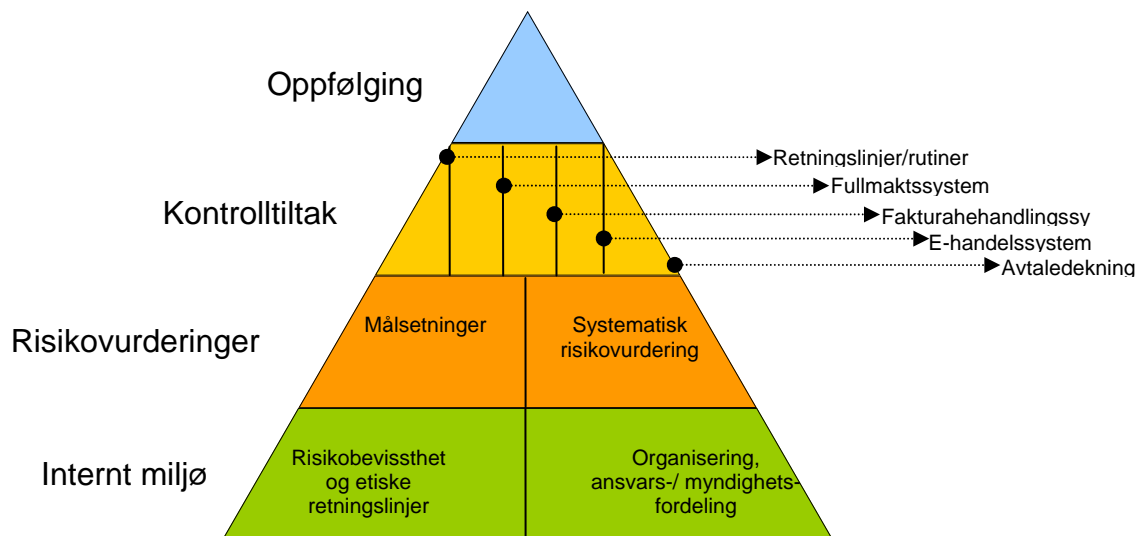 Oppfølging
Retningslinjer/rutiner
Fullmaktssystem
Kontrolltiltak
Fakturahehandlingssy
E-handelssystem
Avtaledekning
Målsetninger
Systematisk
risikovurdering
Risikovurderinger
Internt miljø
Risikobevissthet
og etiske
retningslinjer
Organisering,
ansvars-/ myndighets-
fordeling